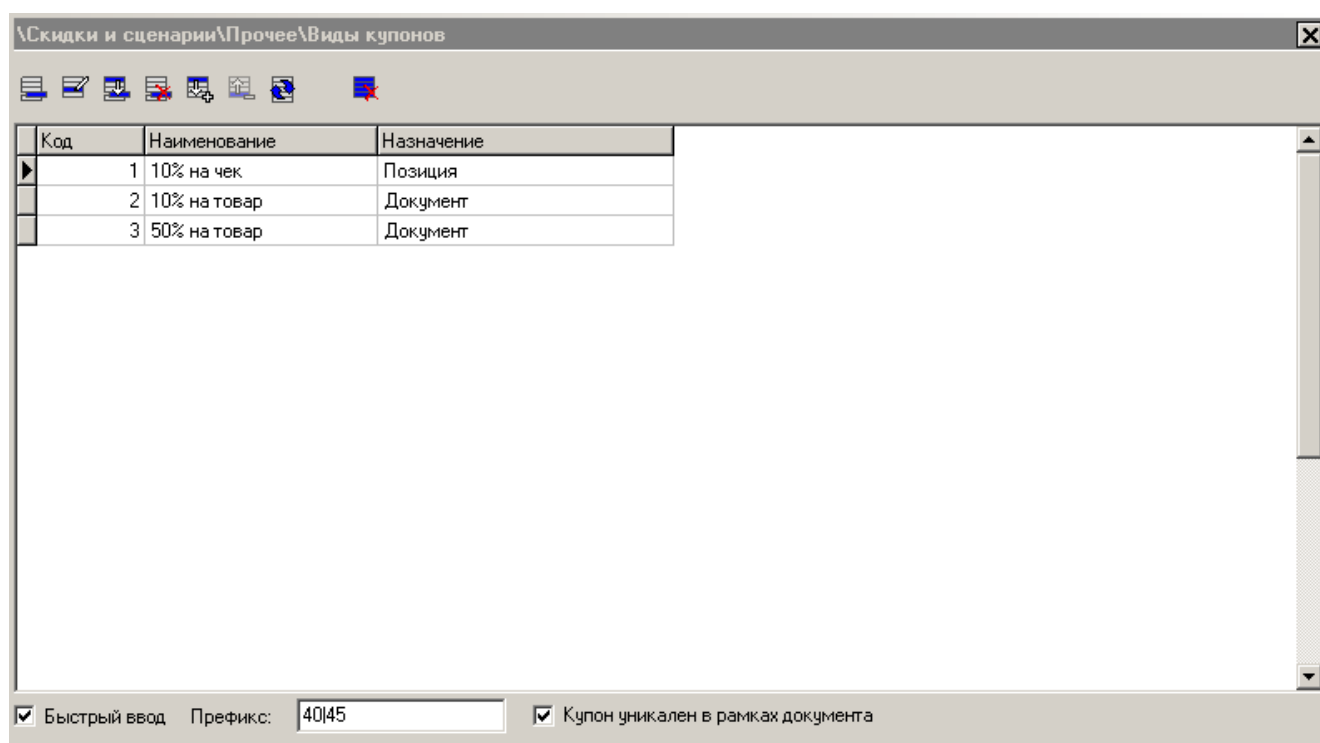 \Скидки и сценарии\Прочее\Виды купонов
Код Наименование Назначение
1 10% на чек Позиция
2 10% на товар Документ
3 50% на товар Документ
Быстрый ввод Префикс: 40|45 Купон уникален в рамках документа